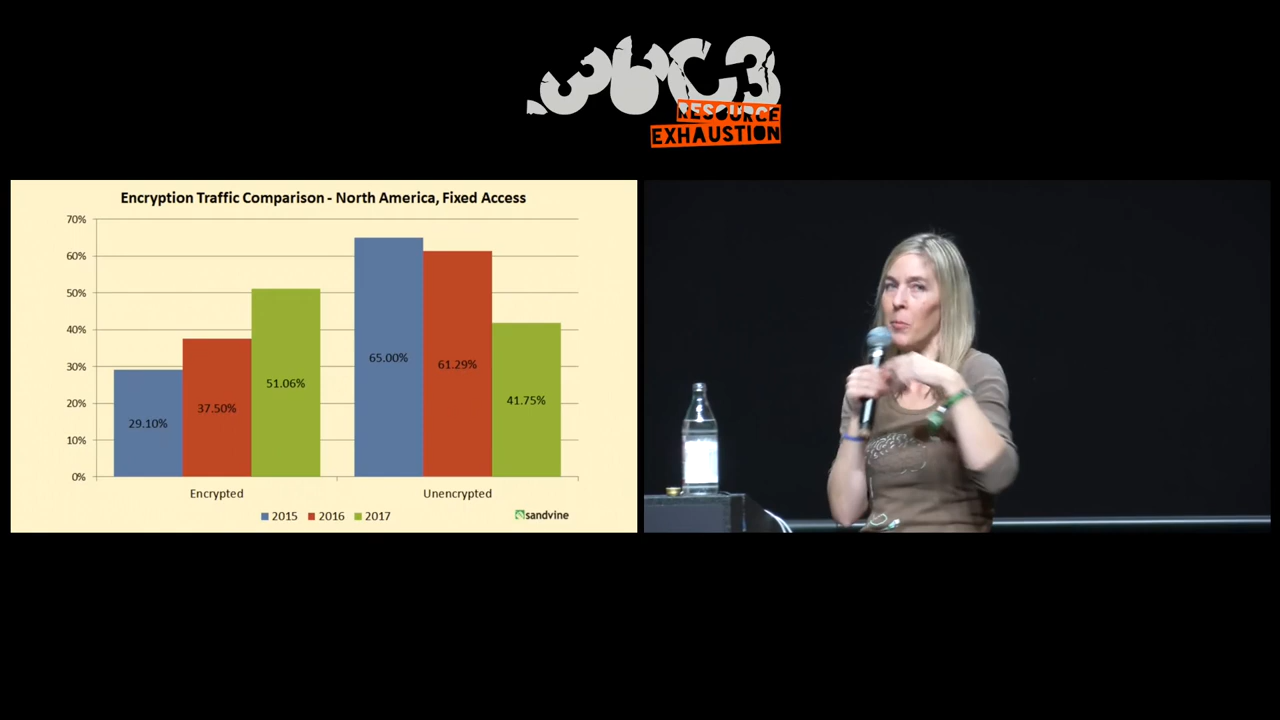 36C3
RESOURCE
EXHAUSTION
Encryption Traffic Comparison - North America, Fixed Access
70%
60%
50%
40%
30%
20%
10%
0%
29.10%
37.50%
51.06%
65.00%
61.29%
41.75%
Encrypted
Unencrypted
2015
2016
2017
sandvine